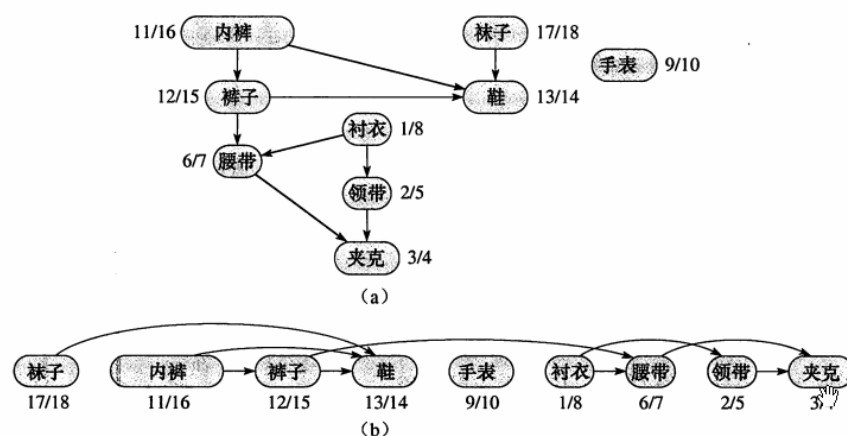 11/16 内裤 袜子 17/18
手表 9/10
12/15 裤子 鞋 13/14
衬衣 1/8
6/7 腰带
领带 2/5
夹克 3/4
(a)
袜子 内裤 裤子 鞋 手表 衬衣 腰带 领带 夹克
17/18 11/16 12/15 13/14 9/10 1/8 6/7 2/5
(b)